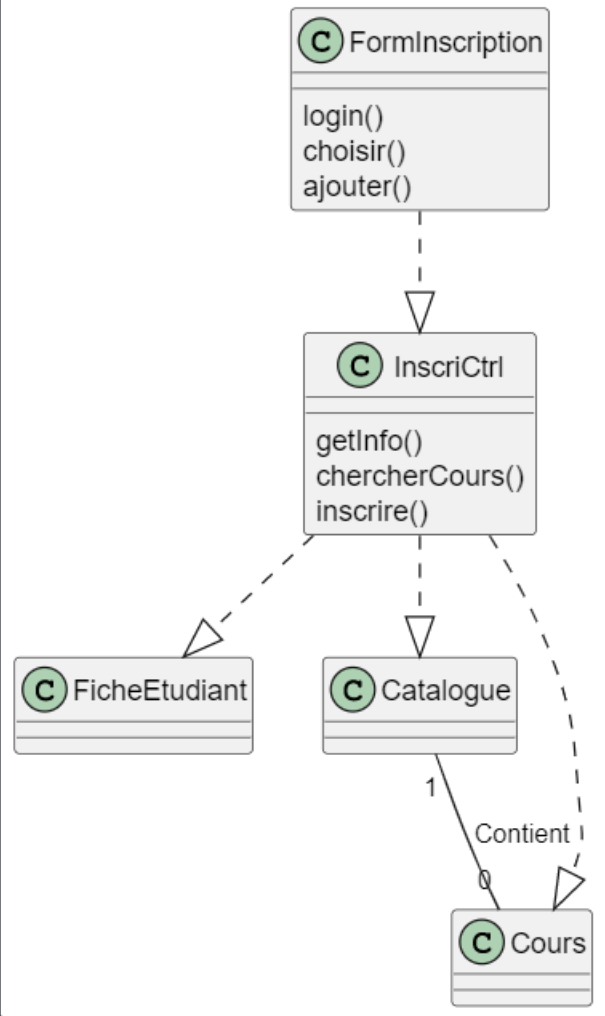 C FormInscription
login()
choisir()
ajouter()
C InscriCtrl
getInfo()
chercherCours()
inscrire()
C FicheEtudiant
C Catalogue
1
Contient
0
C Cours